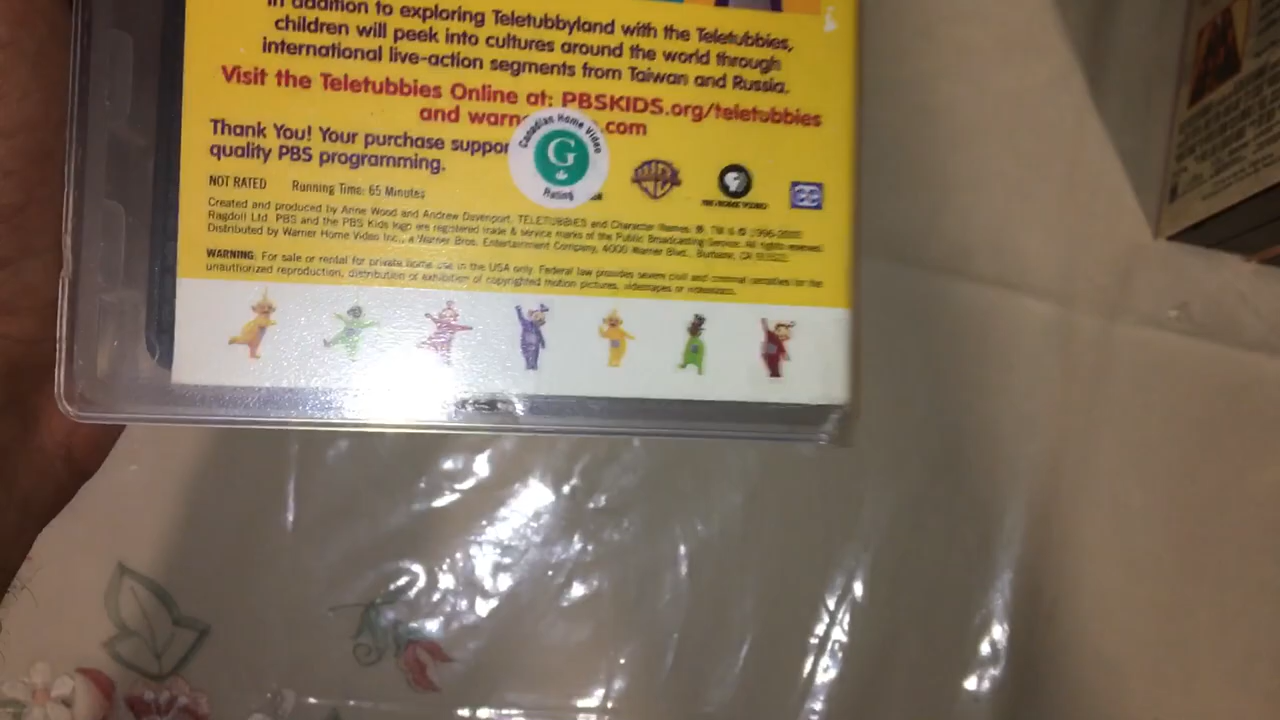 In addition to exploring Teletubbyland with the Teletubbies,
children will peek into cultures around the world through
international live-action segments from Taiwan and Russia.
Visit the Teletubbies Online at: PBSKIDS.org/teletubbies
and warn .com
Thank You! Your purchase suppor
quality PBS programming.
Canadian Home Video
G
Rating
NOT RATED Running Time: 65 Minutes
CC
Created and produced by Anne Wood and Andrew Davenport. TELETUBBIES and Character Names
Ragdoll Ltd. PBS and the PBS Kids logo are registered trade & service marks of the Public Broadcasting Service. All rights reserved.
Distributed by Warner Home Video Inc., a Warner Bros. Entertainment Company, 4000 Warner Blvd., Burbank, CA
WARNING: For sale or rental for private home use in the USA only. Federal law provides severe civil and criminal penalties for the
unauthorized reproduction, distribution or exhibition of copyrighted motion pictures, videotapes or videodiscs.